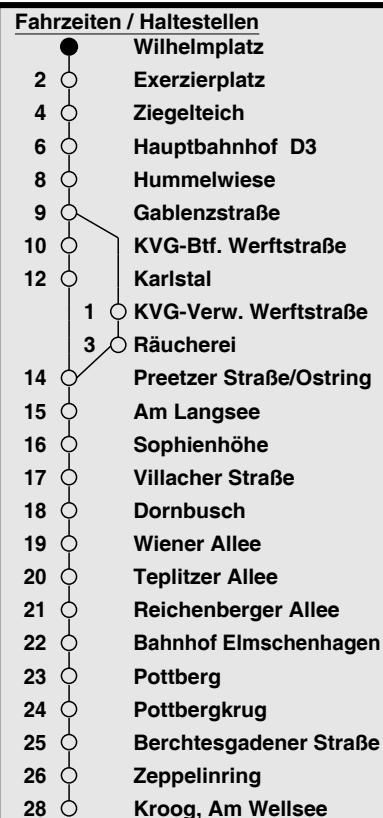 Fahrzeiten / Haltestellen
Wilhelmplatz
2 Exerzierplatz
4 Ziegelteich
6 Hauptbahnhof D3
8 Hummelwiese
9 Gablenzstraße
10 KVG-Btf. Werftstraße
12 Karlstal
1 KVG-Verw. Werftstraße
3 Räucherei
14 Preetzer Straße/Ostring
15 Am Langsee
16 Sophienhöhe
17 Villacher Straße
18 Dornbusch
19 Wiener Allee
20 Teplitzer Allee
21 Reichenberger Allee
22 Bahnhof Elmschenhagen
23 Pottberg
24 Pottbergkrug
25 Berchtesgadener Straße
26 Zeppelinring
28 Kroog, Am Wellsee